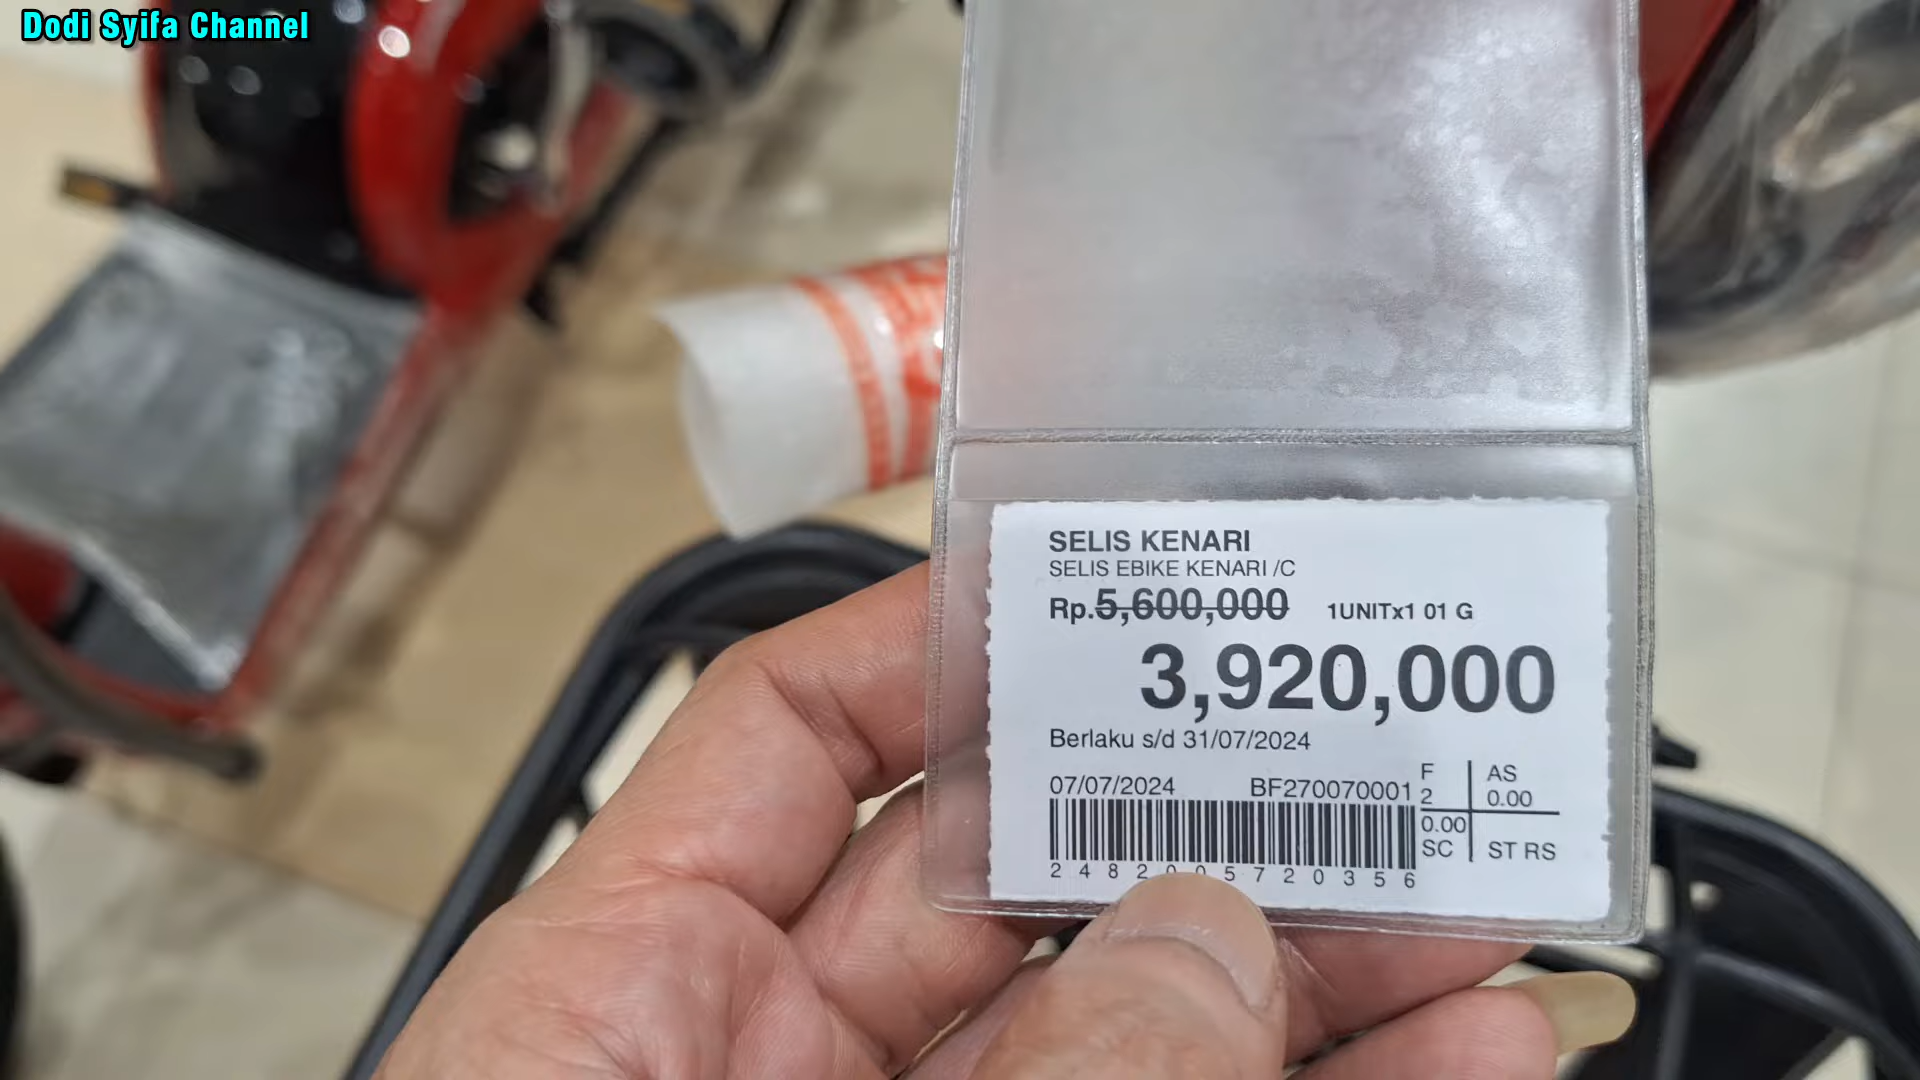 Dodi Syifa Channel
SELIS KENARI
SELIS EBIKE KENARI /C
Rp.5,600,000 1UNITx1 01 G
3,920,000
Berlaku s/d 31/07/2024
07/07/2024 BF270070001
F
2
AS
0.00
0.00
SC
ST RS
2 4 8 2 0 0 5 7 2 0 3 5 6